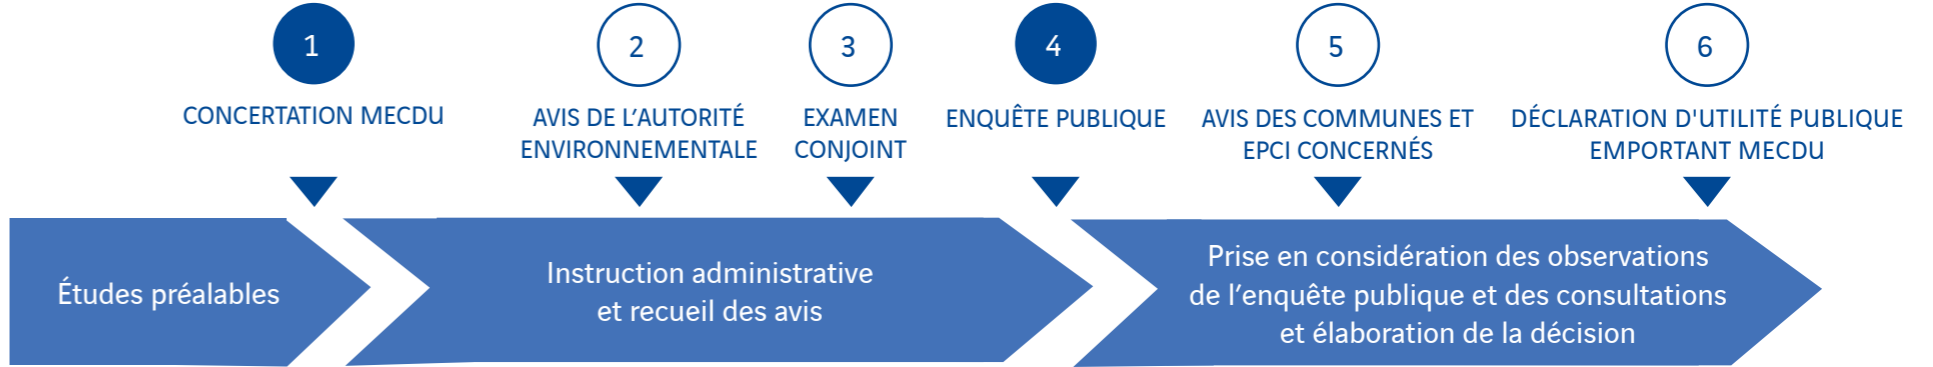 1
CONCERTATION MECDU
2
AVIS DE L’AUTORITÉ
ENVIRONNEMENTALE
3
EXAMEN
CONJOINT
4
ENQUÊTE PUBLIQUE
5
AVIS DES COMMUNES ET
EPCI CONCERNÉS
6
DÉCLARATION D'UTILITÉ PUBLIQUE
EMPORTANT MECDU
Études préalables
Instruction administrative
et recueil des avis
Prise en considération des observations
de l’enquête publique et des consultations
et élaboration de la décision